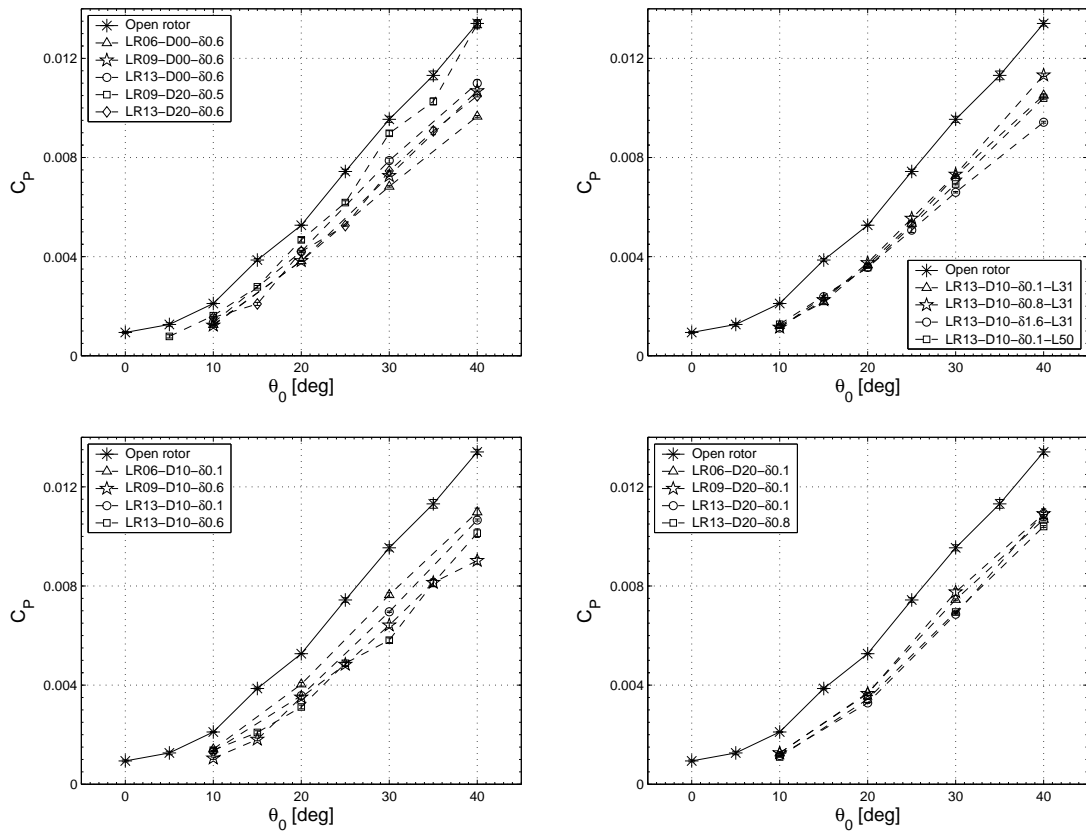 Open rotor
LR06−D00−δ0.6
LR09−D00−δ0.6
LR13−D00−δ0.6
LR09−D20−δ0.5
LR13−D20−δ0.6
0.012
0.008
0.004
0
C_P
0 10 20 30 40
θ_0 [deg]
Open rotor
LR13−D10−δ0.1−L31
LR13−D10−δ0.8−L31
LR13−D10−δ1.6−L31
LR13−D10−δ0.1−L50
0.012
0.008
0.004
0
C_P
0 10 20 30 40
θ_0 [deg]
Open rotor
LR06−D10−δ0.1
LR09−D10−δ0.6
LR13−D10−δ0.1
LR13−D10−δ0.6
0.012
0.008
0.004
0
C_P
0 10 20 30 40
θ_0 [deg]
Open rotor
LR06−D20−δ0.1
LR09−D20−δ0.1
LR13−D20−δ0.1
LR13−D20−δ0.8
0.012
0.008
0.004
0
C_P
0 10 20 30 40
θ_0 [deg]